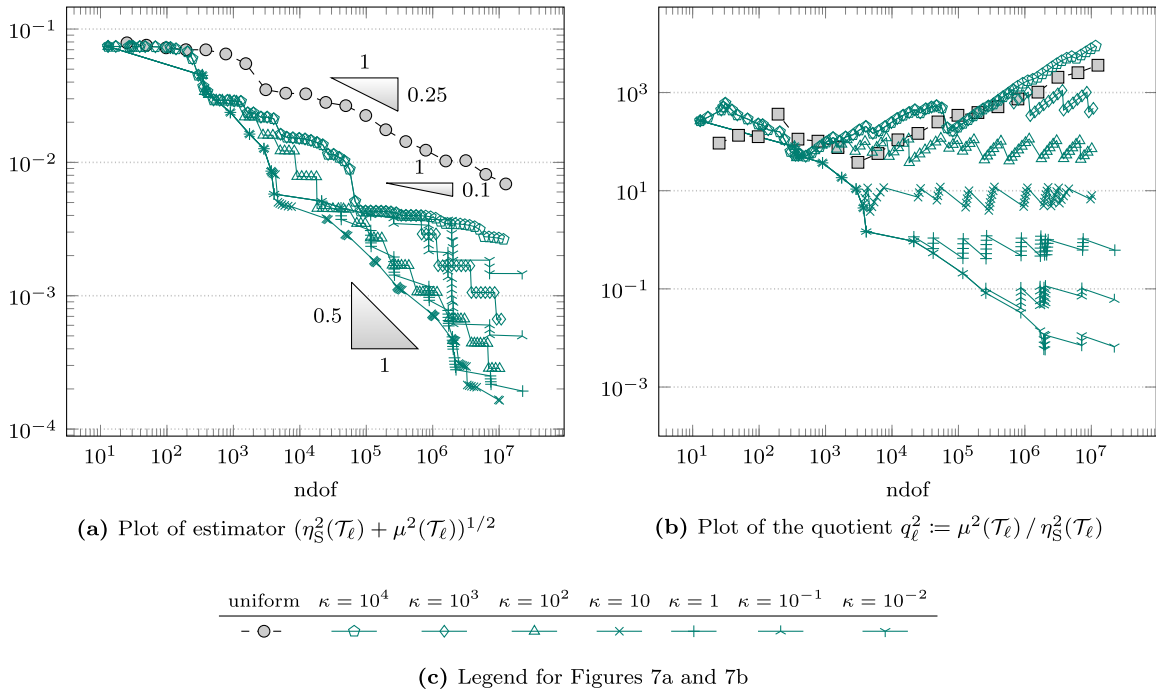 10^{-1}
10^{-2}
10^{-3}
10^{-4}
1
0.25
1
0.1
0.5
1
10^1 10^2 10^3 10^4 10^5 10^6 10^7
ndof
(a) Plot of estimator (η_S^2(𝒯_ℓ) + μ^2(𝒯_ℓ))^{1/2}
10^3
10^1
10^{-1}
10^{-3}
10^1 10^2 10^3 10^4 10^5 10^6 10^7
ndof
(b) Plot of the quotient q_ℓ^2 := μ^2(𝒯_ℓ) / η_S^2(𝒯_ℓ)
uniform κ = 10^4 κ = 10^3 κ = 10^2 κ = 10 κ = 1 κ = 10^{-1} κ = 10^{-2}
(c) Legend for Figures 7a and 7b